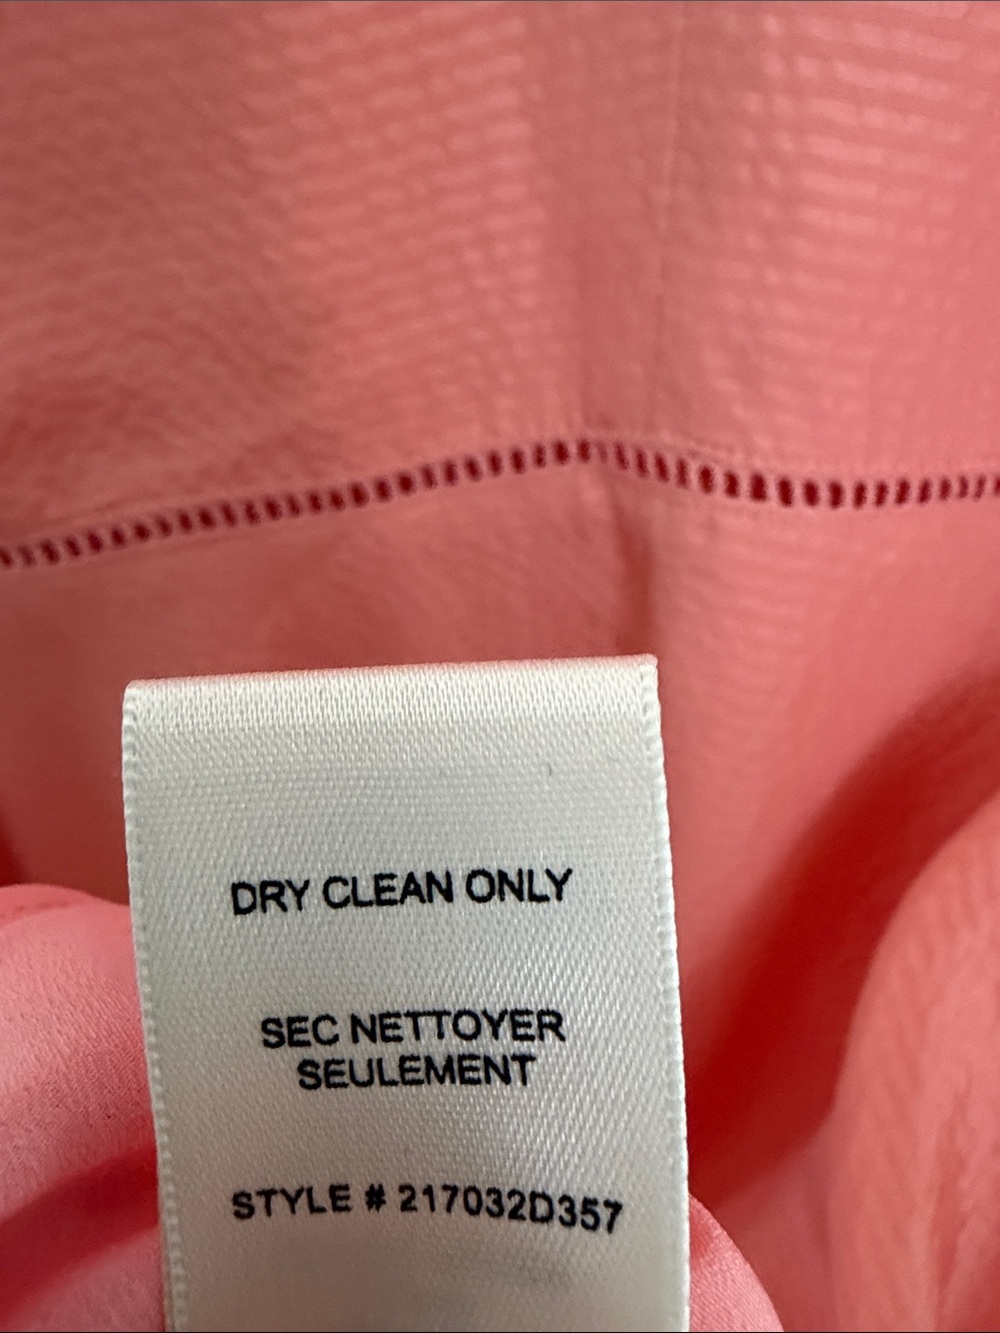 DRY CLEAN ONLY
SEC NETTOYER
SEULEMENT
STYLE # 217032D357